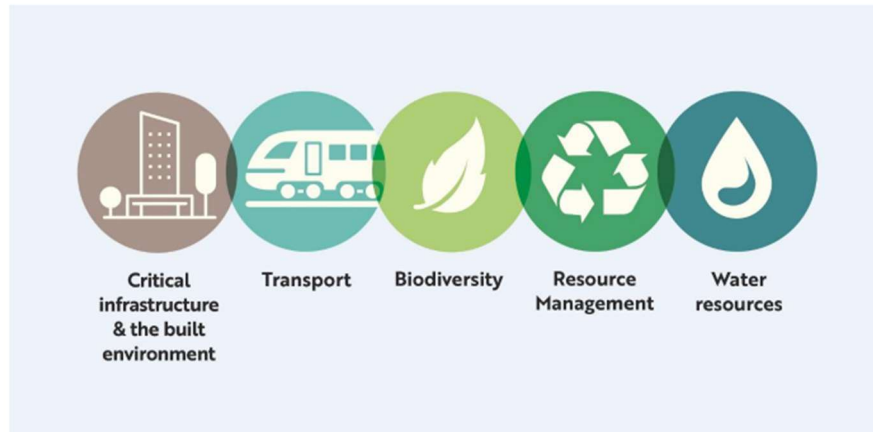 Critical
infrastructure
& the built
environment
Transport
Biodiversity
Resource
Management
Water
resources